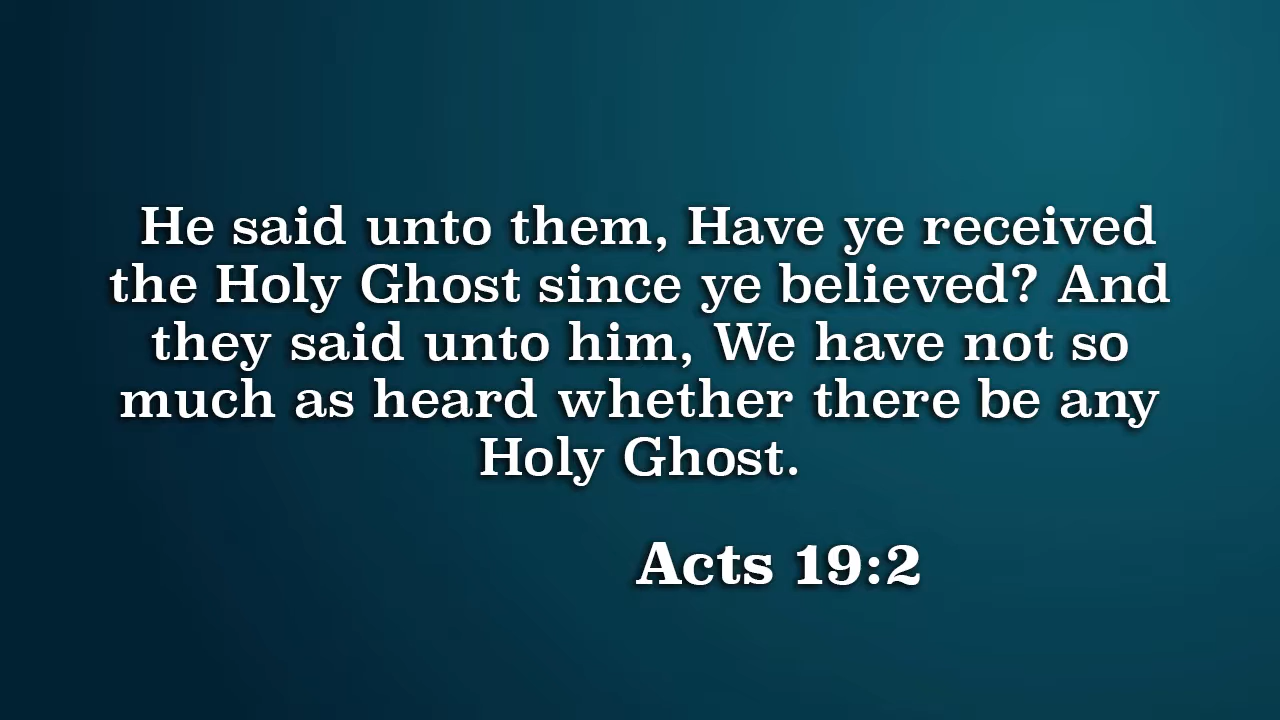 He said unto them, Have ye received
the Holy Ghost since ye believed? And
they said unto him, We have not so
much as heard whether there be any
Holy Ghost.
Acts 19:2